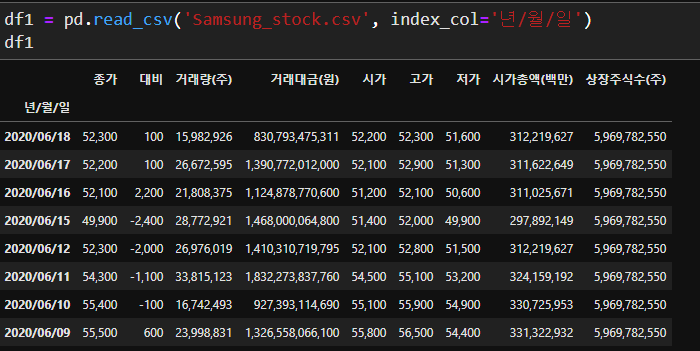 df1 = pd.read_csv('Samsung_stock.csv', index_col='년/월/일')
df1
종가 대비 거래량(주) 거래대금(원) 시가 고가 저가 시가총액(백만) 상장주식수(주)
년/월/일
2020/06/18 52,300 100 15,982,926 830,793,475,311 52,200 52,300 51,600 312,219,627 5,969,782,550
2020/06/17 52,200 100 26,672,595 1,390,772,012,000 52,100 52,900 51,300 311,622,649 5,969,782,550
2020/06/16 52,100 2,200 21,808,375 1,124,878,770,600 51,200 52,100 50,600 311,025,671 5,969,782,550
2020/06/15 49,900 -2,400 28,772,921 1,468,000,064,800 51,400 52,000 49,900 297,892,149 5,969,782,550
2020/06/12 52,300 -2,000 26,976,019 1,410,310,719,795 52,100 52,800 51,500 312,219,627 5,969,782,550
2020/06/11 54,300 -1,100 33,815,123 1,832,273,837,760 54,500 55,100 53,200 324,159,192 5,969,782,550
2020/06/10 55,400 -100 16,742,493 927,393,114,690 55,100 55,900 54,900 330,725,953 5,969,782,550
2020/06/09 55,500 600 23,998,831 1,326,558,066,100 55,800 56,500 54,400 331,322,932 5,969,782,550